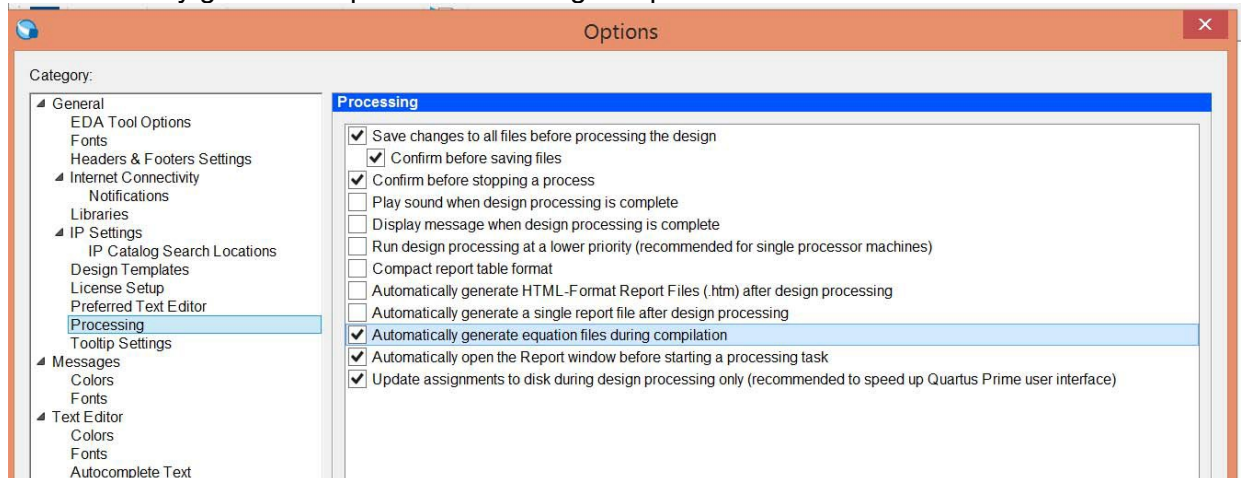 Options
Category:
General
EDA Tool Options
Fonts
Headers & Footers Settings
Internet Connectivity
Notifications
Libraries
IP Settings
IP Catalog Search Locations
Design Templates
License Setup
Preferred Text Editor
Processing
Tooltip Settings
Messages
Colors
Fonts
Text Editor
Colors
Fonts
Autocomplete Text
Processing
Save changes to all files before processing the design
Confirm before saving files
Confirm before stopping a process
Play sound when design processing is complete
Display message when design processing is complete
Run design processing at a lower priority (recommended for single processor machines)
Compact report table format
Automatically generate HTML-Format Report Files (.htm) after design processing
Automatically generate a single report file after design processing
Automatically generate equation files during compilation
Automatically open the Report window before starting a processing task
Update assignments to disk during design processing only (recommended to speed up Quartus Prime user interface)